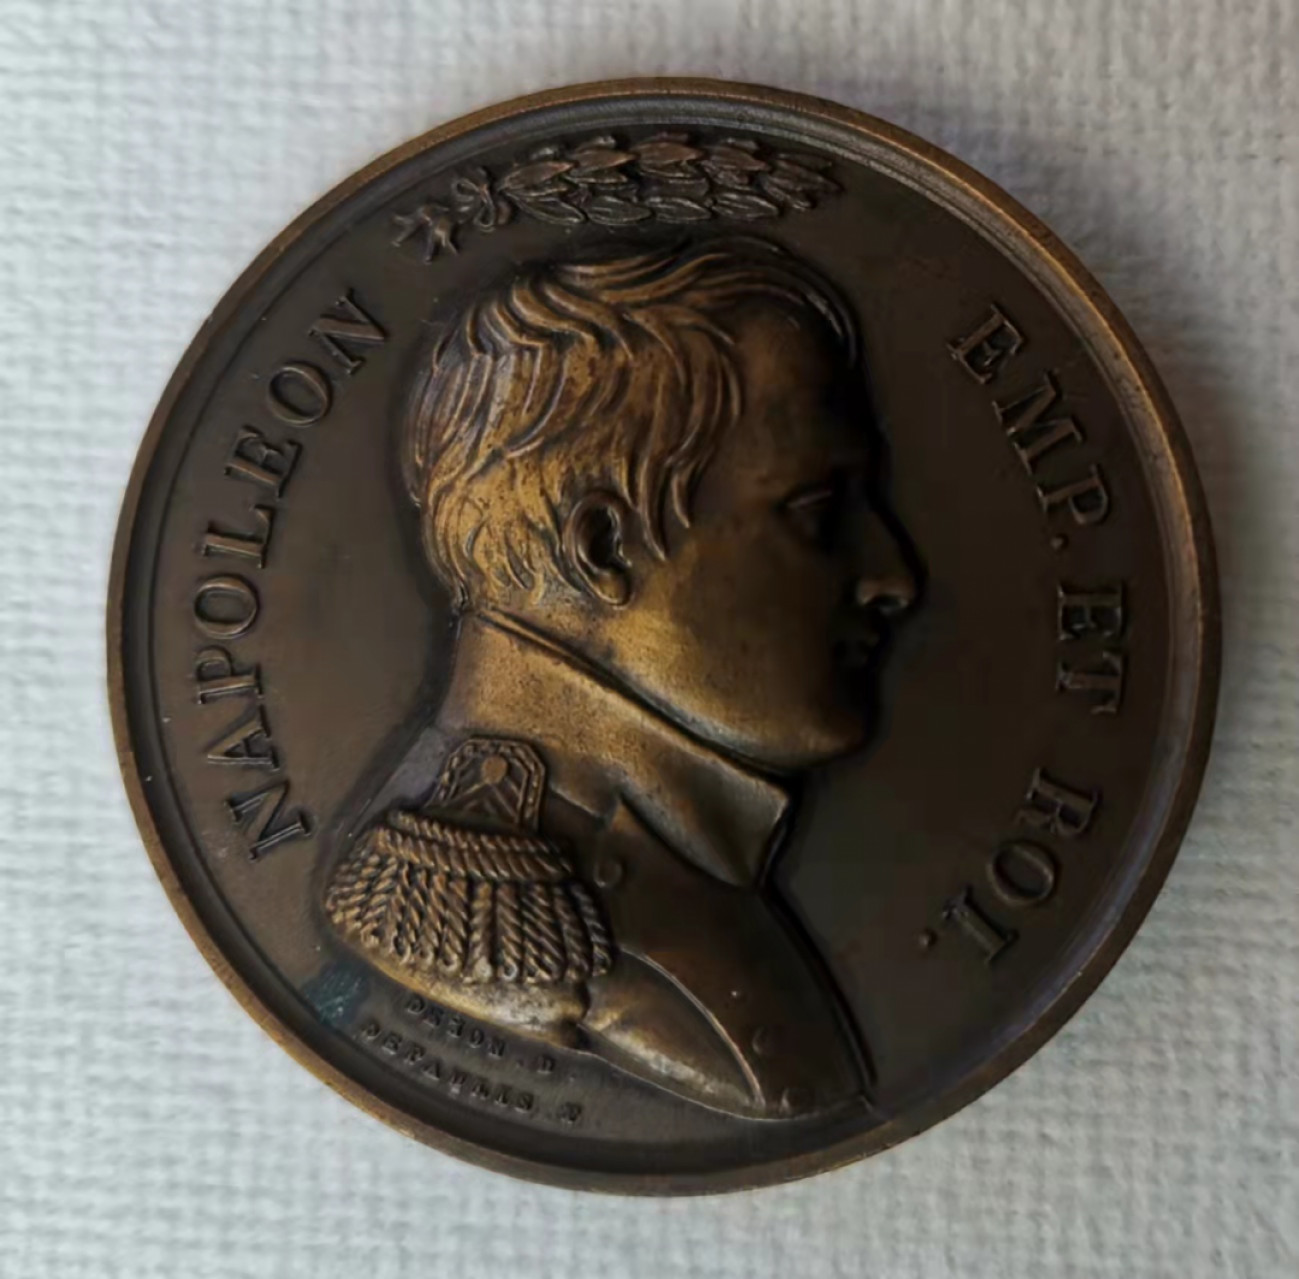 NAPOLEON
EMP. ET ROI.
DENON. D.
DEPAULIS. F.